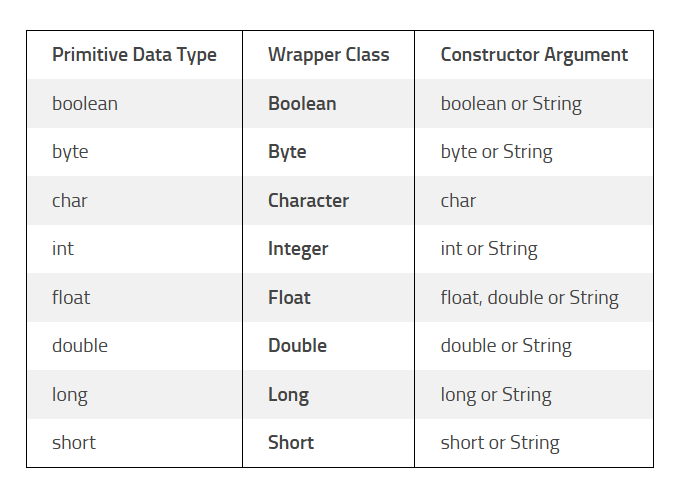 Primitive Data Type Wrapper Class Constructor Argument
boolean Boolean boolean or String
byte Byte byte or String
char Character char
int Integer int or String
float Float float, double or String
double Double double or String
long Long long or String
short Short short or String